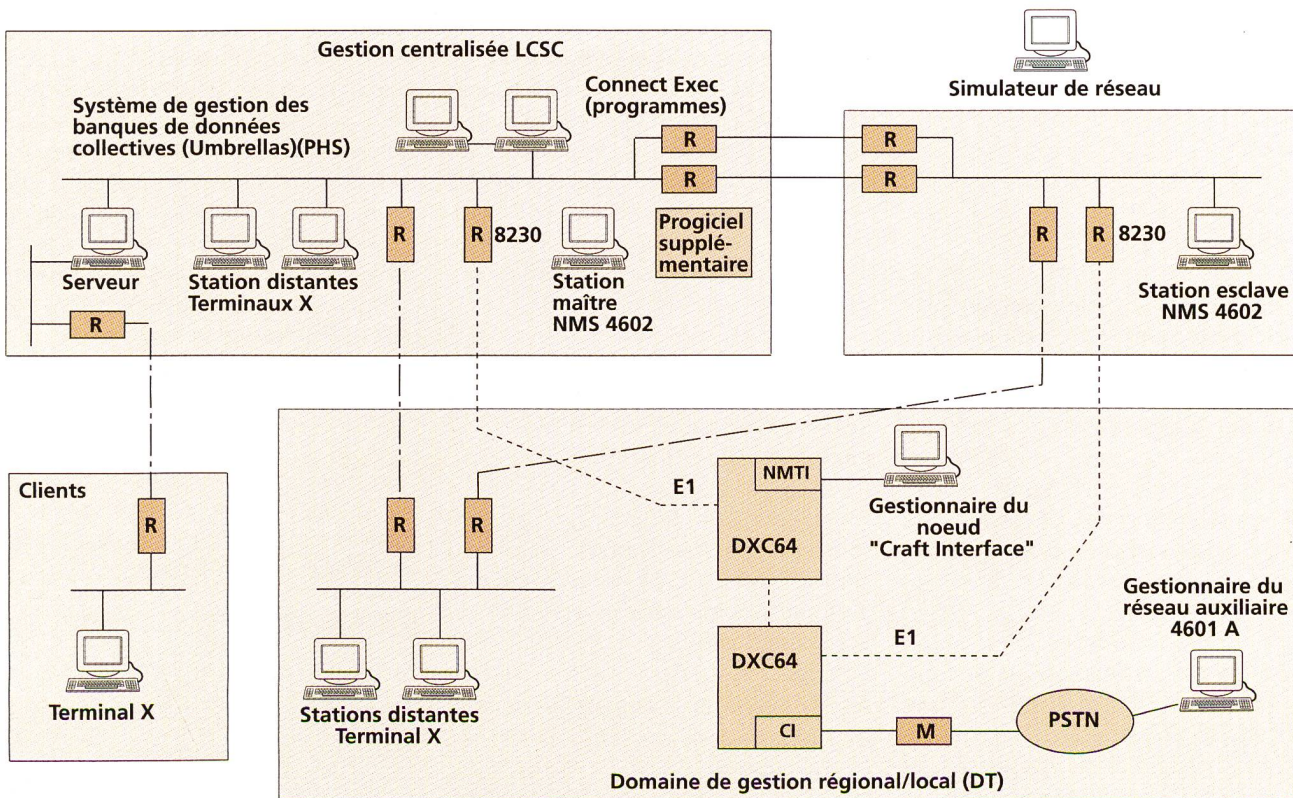 Gestion centralisée LCSC
Système de gestion des
banques de données
collectives (Umbrellas)(PHS)
Connect Exec
(programmes)
Simulateur de réseau
R
R
R
R
R
R
8230
R
R
8230
Serveur
Station distantes
Terminaux X
Station
maître
NMS 4602
Progiciel
supplé-
mentaire
Station esclave
NMS 4602
R
Clients
R
Terminal X
R
R
Stations distantes
Terminal X
E1
NMTI
DXC64
Gestionnaire du
noeud
"Craft Interface"
DXC64
CI
E1
M
PSTN
Gestionnaire du
réseau auxiliaire
4601 A
Domaine de gestion régional/local (DT)